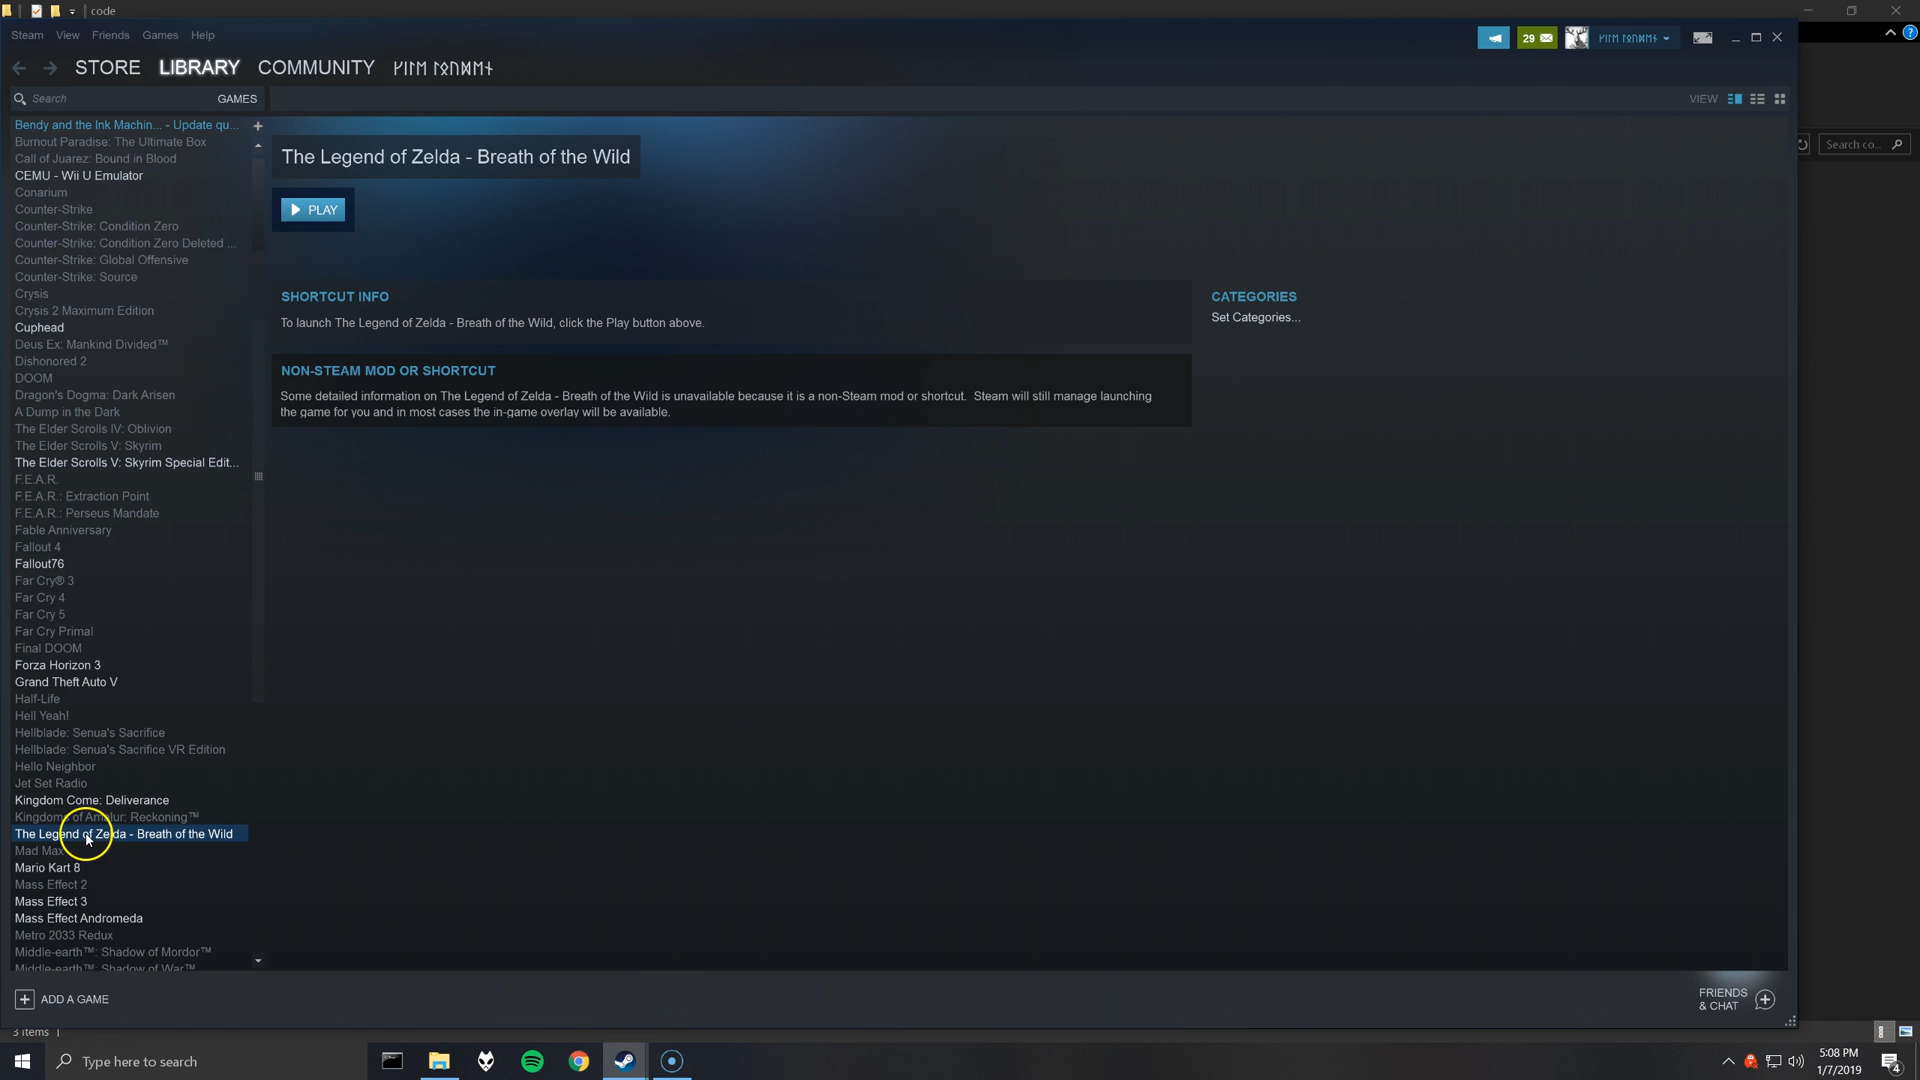 code
Steam View Friends Games Help
29
ᚴIᛚᛖ
STORE LIBRARY COMMUNITY
Search GAMES
VIEW
Search co...
Bendy and the Ink Machin... - Update qu...
Burnout Paradise: The Ultimate Box
Call of Juarez: Bound in Blood
CEMU - Wii U Emulator
Conarium
Counter-Strike
Counter-Strike: Condition Zero
Counter-Strike: Condition Zero Deleted ...
Counter-Strike: Global Offensive
Counter-Strike: Source
Crysis
Crysis 2 Maximum Edition
Cuphead
Deus Ex: Mankind Divided™
Dishonored 2
DOOM
Dragon's Dogma: Dark Arisen
A Dump in the Dark
The Elder Scrolls IV: Oblivion
The Elder Scrolls V: Skyrim
The Elder Scrolls V: Skyrim Special Edit...
F.E.A.R.
F.E.A.R.: Extraction Point
F.E.A.R.: Perseus Mandate
Fable Anniversary
Fallout 4
Fallout76
Far Cry® 3
Far Cry 4
Far Cry 5
Far Cry Primal
Final DOOM
Forza Horizon 3
Grand Theft Auto V
Half-Life
Hell Yeah!
Hellblade: Senua's Sacrifice
Hellblade: Senua's Sacrifice VR Edition
Hello Neighbor
Jet Set Radio
Kingdom Come: Deliverance
Kingdoms of Amalur: Reckoning™
The Legend of Zelda - Breath of the Wild
Mad Max
Mario Kart 8
Mass Effect 2
Mass Effect 3
Mass Effect Andromeda
Metro 2033 Redux
Middle-earth™: Shadow of Mordor™
Middle-earth™: Shadow of War™
The Legend of Zelda - Breath of the Wild
PLAY
SHORTCUT INFO
To launch The Legend of Zelda - Breath of the Wild, click the Play button above.
NON-STEAM MOD OR SHORTCUT
Some detailed information on The Legend of Zelda - Breath of the Wild is unavailable because it is a non-Steam mod or shortcut. Steam will still manage launching
the game for you and in most cases the in-game overlay will be available.
CATEGORIES
Set Categories...
ADD A GAME
FRIENDS
& CHAT
3 items
Type here to search
5:08 PM
1/7/2019
4